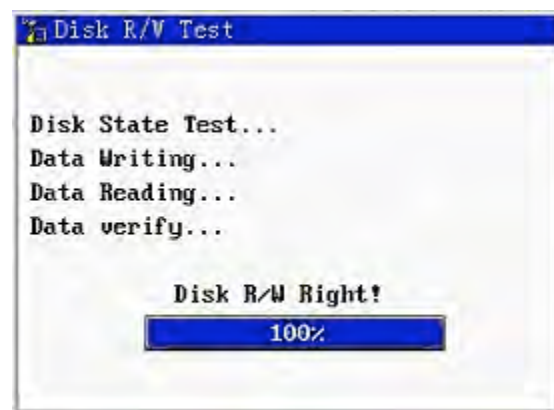 Disk R/W Test
Disk State Test...
Data Writing...
Data Reading...
Data verify...
Disk R/W Right!
100%